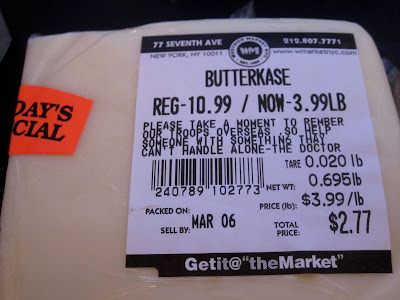 77 SEVENTH AVE
212.807.7771
NEW YORK, NY 10011
WM
www.wmarketnyc.com
BUTTERKASE
REG-10.99 / NOW-3.99LB
PLEASE TAKE A MOMENT TO REMBER
OUR TROOPS OVERSEAS .SO HELP
SOMEONE WITH SOMETHING THAT
CAN'T HANDLE ALONE-THE DOCTOR
TARE 0.020 lb
NET WT: 0.695lb
PRICE (lb): $3.99/lb
240789 102773
PACKED ON:
SELL BY: MAR 06
TOTAL PRICE: $2.77
Getit@"theMarket"
DAY'S
CIAL